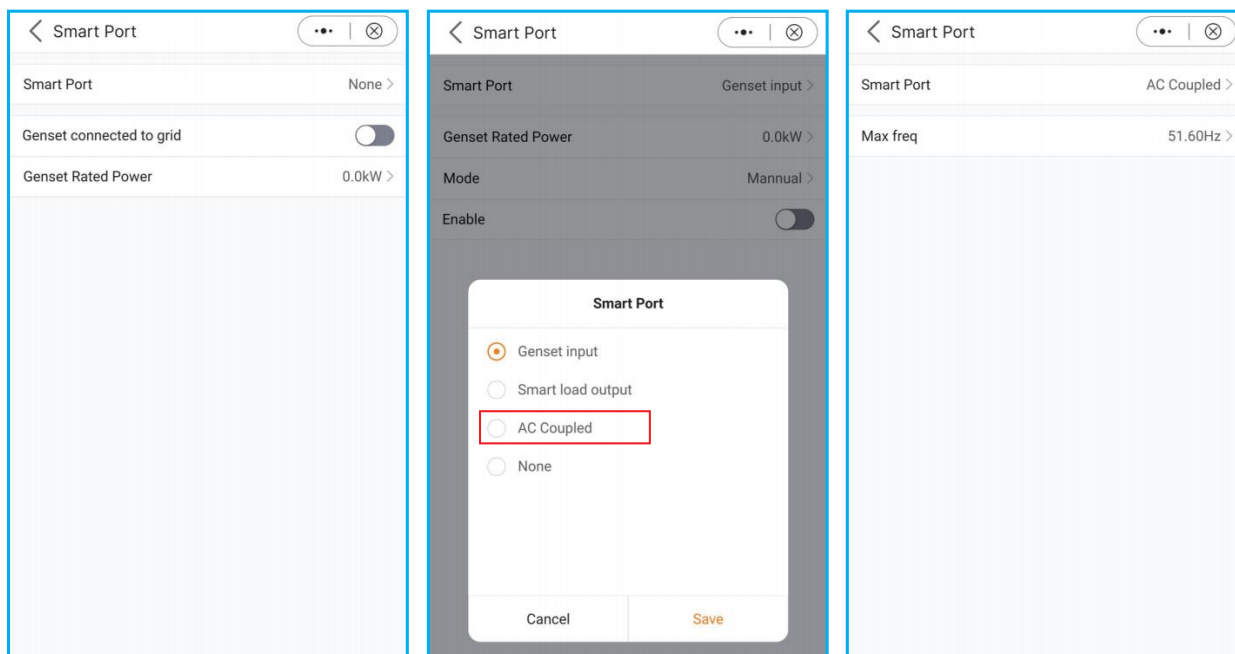 Smart Port
Smart Port None
Genset connected to grid
Genset Rated Power 0.0kW
Smart Port
Smart Port Genset input
Genset Rated Power 0.0kW
Mode Mannual
Enable
Smart Port
Genset input
Smart load output
AC Coupled
None
Cancel Save
Smart Port
Smart Port AC Coupled
Max freq 51.60Hz